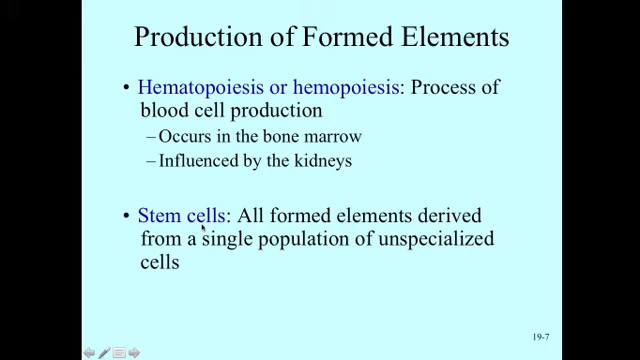 Production of Formed Elements
• Hematopoiesis or hemopoiesis: Process of
blood cell production
– Occurs in the bone marrow
– Influenced by the kidneys
• Stem cells: All formed elements derived
from a single population of unspecialized
cells
19-7